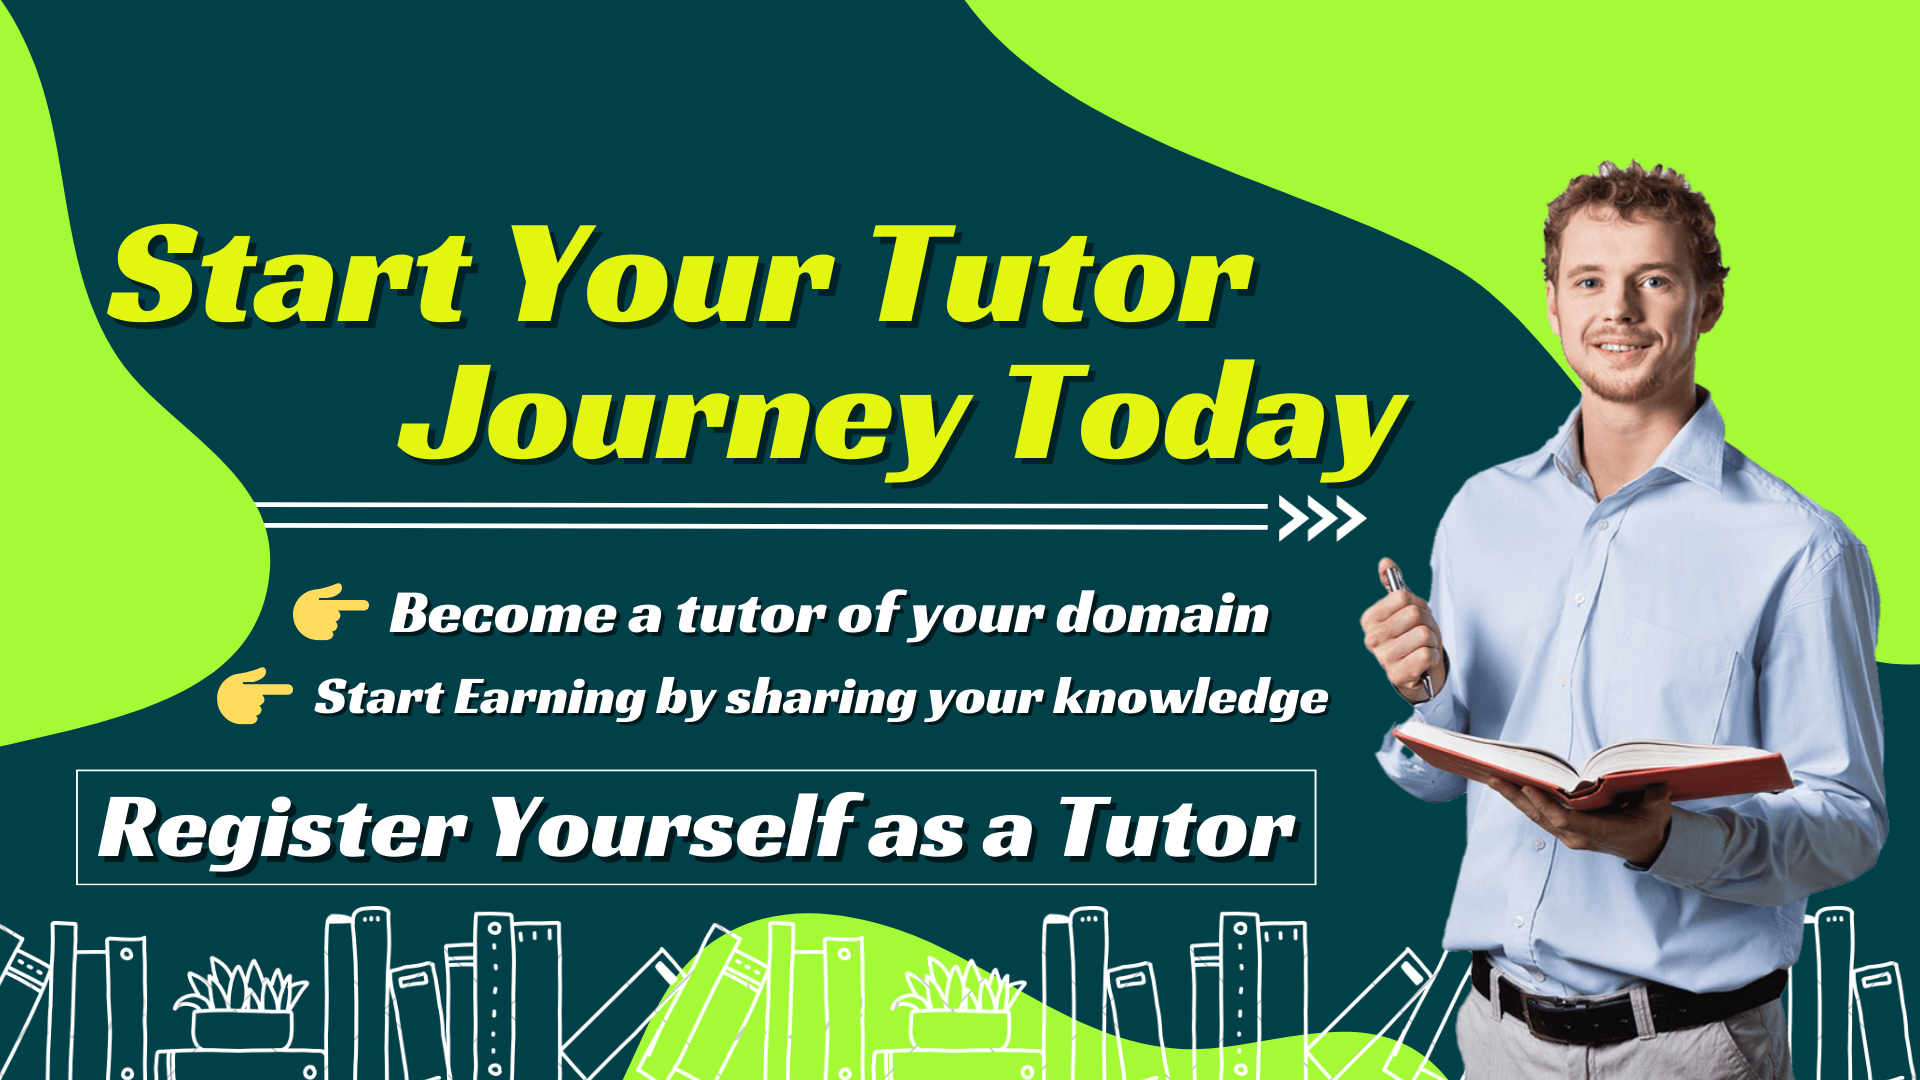 Start Your Tutor
Journey Today
👉 Become a tutor of your domain
👉 Start Earning by sharing your knowledge
Register Yourself as a Tutor